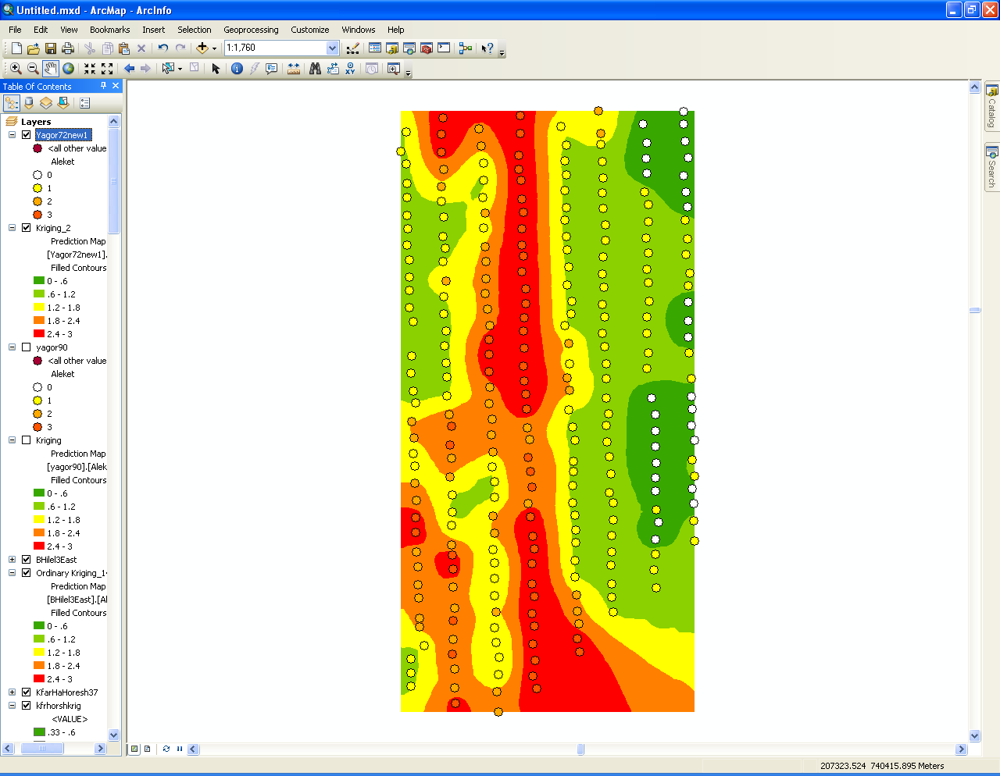 Untitled.mxd - ArcMap - ArcInfo
File Edit View Bookmarks Insert Selection Geoprocessing Customize Windows Help
1:1,760
Table Of Contents
Layers
Yagor72new1
<all other value
Aleket
0
1
2
3
Kriging_2
Prediction Map
[Yagor72new1].
Filled Contours
0 - .6
.6 - 1.2
1.2 - 1.8
1.8 - 2.4
2.4 - 3
yagor90
<all other value
Aleket
0
1
2
3
Kriging
Prediction Map
[yagor90].[Alek
Filled Contours
0 - .6
.6 - 1.2
1.2 - 1.8
1.8 - 2.4
2.4 - 3
BHilel3East
Ordinary Kriging_1
Prediction Map
[BHilel3East].[Al
Filled Contours
0 - .6
.6 - 1.2
1.2 - 1.8
1.8 - 2.4
2.4 - 3
KfarHaHoresh37
kfrhorshkrig
<VALUE>
.33 - .6
Catalog
Search
XY
207323.524 740415.895 Meters